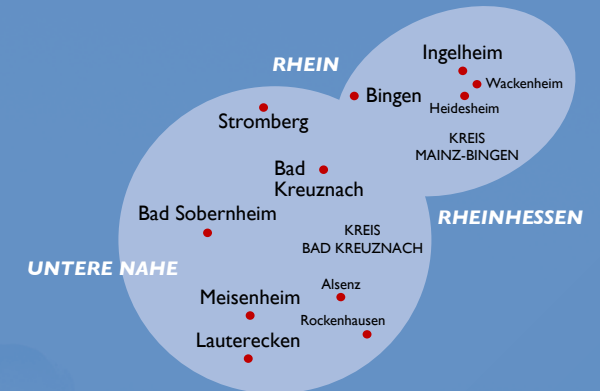 Ingelheim
RHEIN
Wackenheim
Bingen
Heidesheim
Stromberg
KREIS
MAINZ-BINGEN
Bad
Kreuznach
Bad Sobernheim
RHEINHESSEN
KREIS
BAD KREUZNACH
UNTERE NAHE
Alsenz
Meisenheim
Rockenhausen
Lauterecken